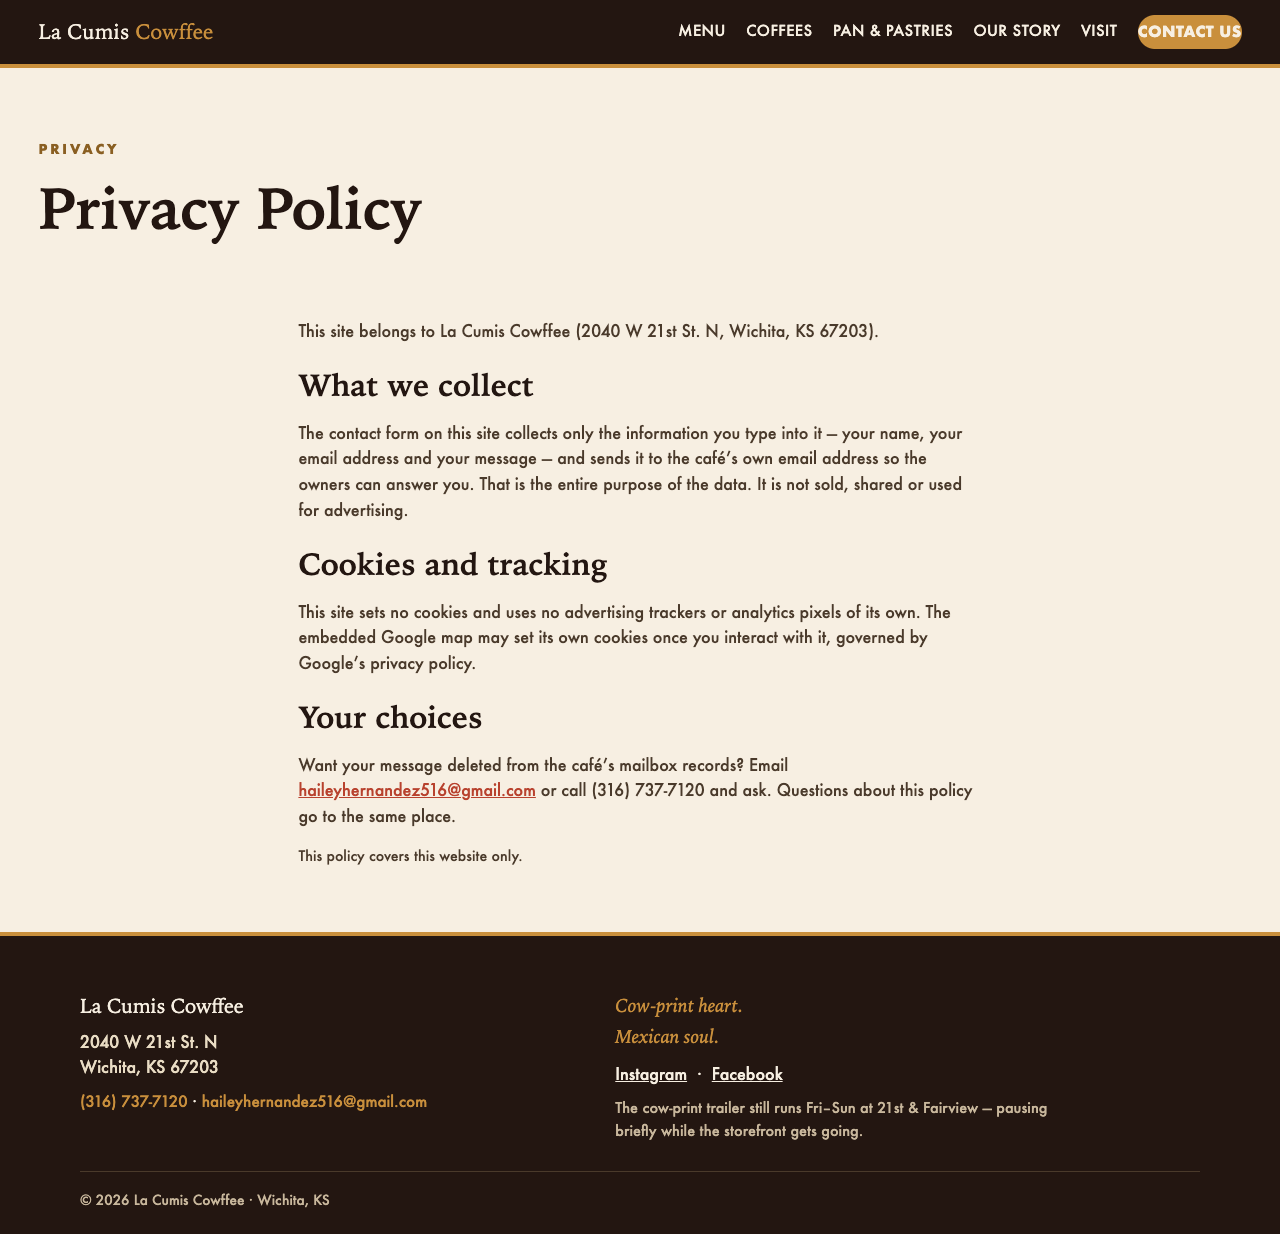 La Cumis Cowffee
MENU COFFEES PAN & PASTRIES OUR STORY VISIT CONTACT US
PRIVACY
Privacy Policy
This site belongs to La Cumis Cowffee (2040 W 21st St. N, Wichita, KS 67203).
What we collect
The contact form on this site collects only the information you type into it — your name, your
email address and your message — and sends it to the café’s own email address so the
owners can answer you. That is the entire purpose of the data. It is not sold, shared or used
for advertising.
Cookies and tracking
This site sets no cookies and uses no advertising trackers or analytics pixels of its own. The
embedded Google map may set its own cookies once you interact with it, governed by
Google’s privacy policy.
Your choices
Want your message deleted from the café’s mailbox records? Email
haileyhernandez516@gmail.com or call (316) 737-7120 and ask. Questions about this policy
go to the same place.
This policy covers this website only.
La Cumis Cowffee
2040 W 21st St. N
Wichita, KS 67203
(316) 737-7120 · haileyhernandez516@gmail.com
Cow-print heart.
Mexican soul.
Instagram · Facebook
The cow-print trailer still runs Fri–Sun at 21st & Fairview — pausing
briefly while the storefront gets going.
© 2026 La Cumis Cowffee · Wichita, KS